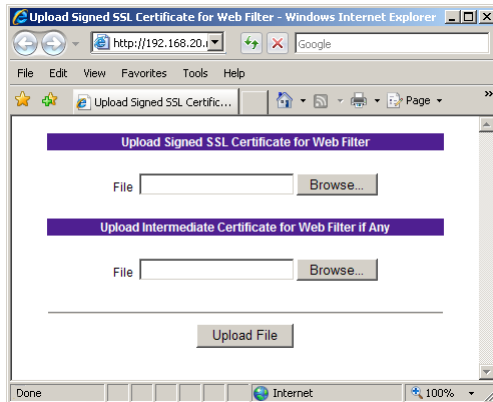 Upload Signed SSL Certificate for Web Filter - Windows Internet Explorer
http://192.168.20.
Google
File Edit View Favorites Tools Help
Upload Signed SSL Certific...
Page
Upload Signed SSL Certificate for Web Filter
File Browse...
Upload Intermediate Certificate for Web Filter if Any
File Browse...
Upload File
Done Internet 100%